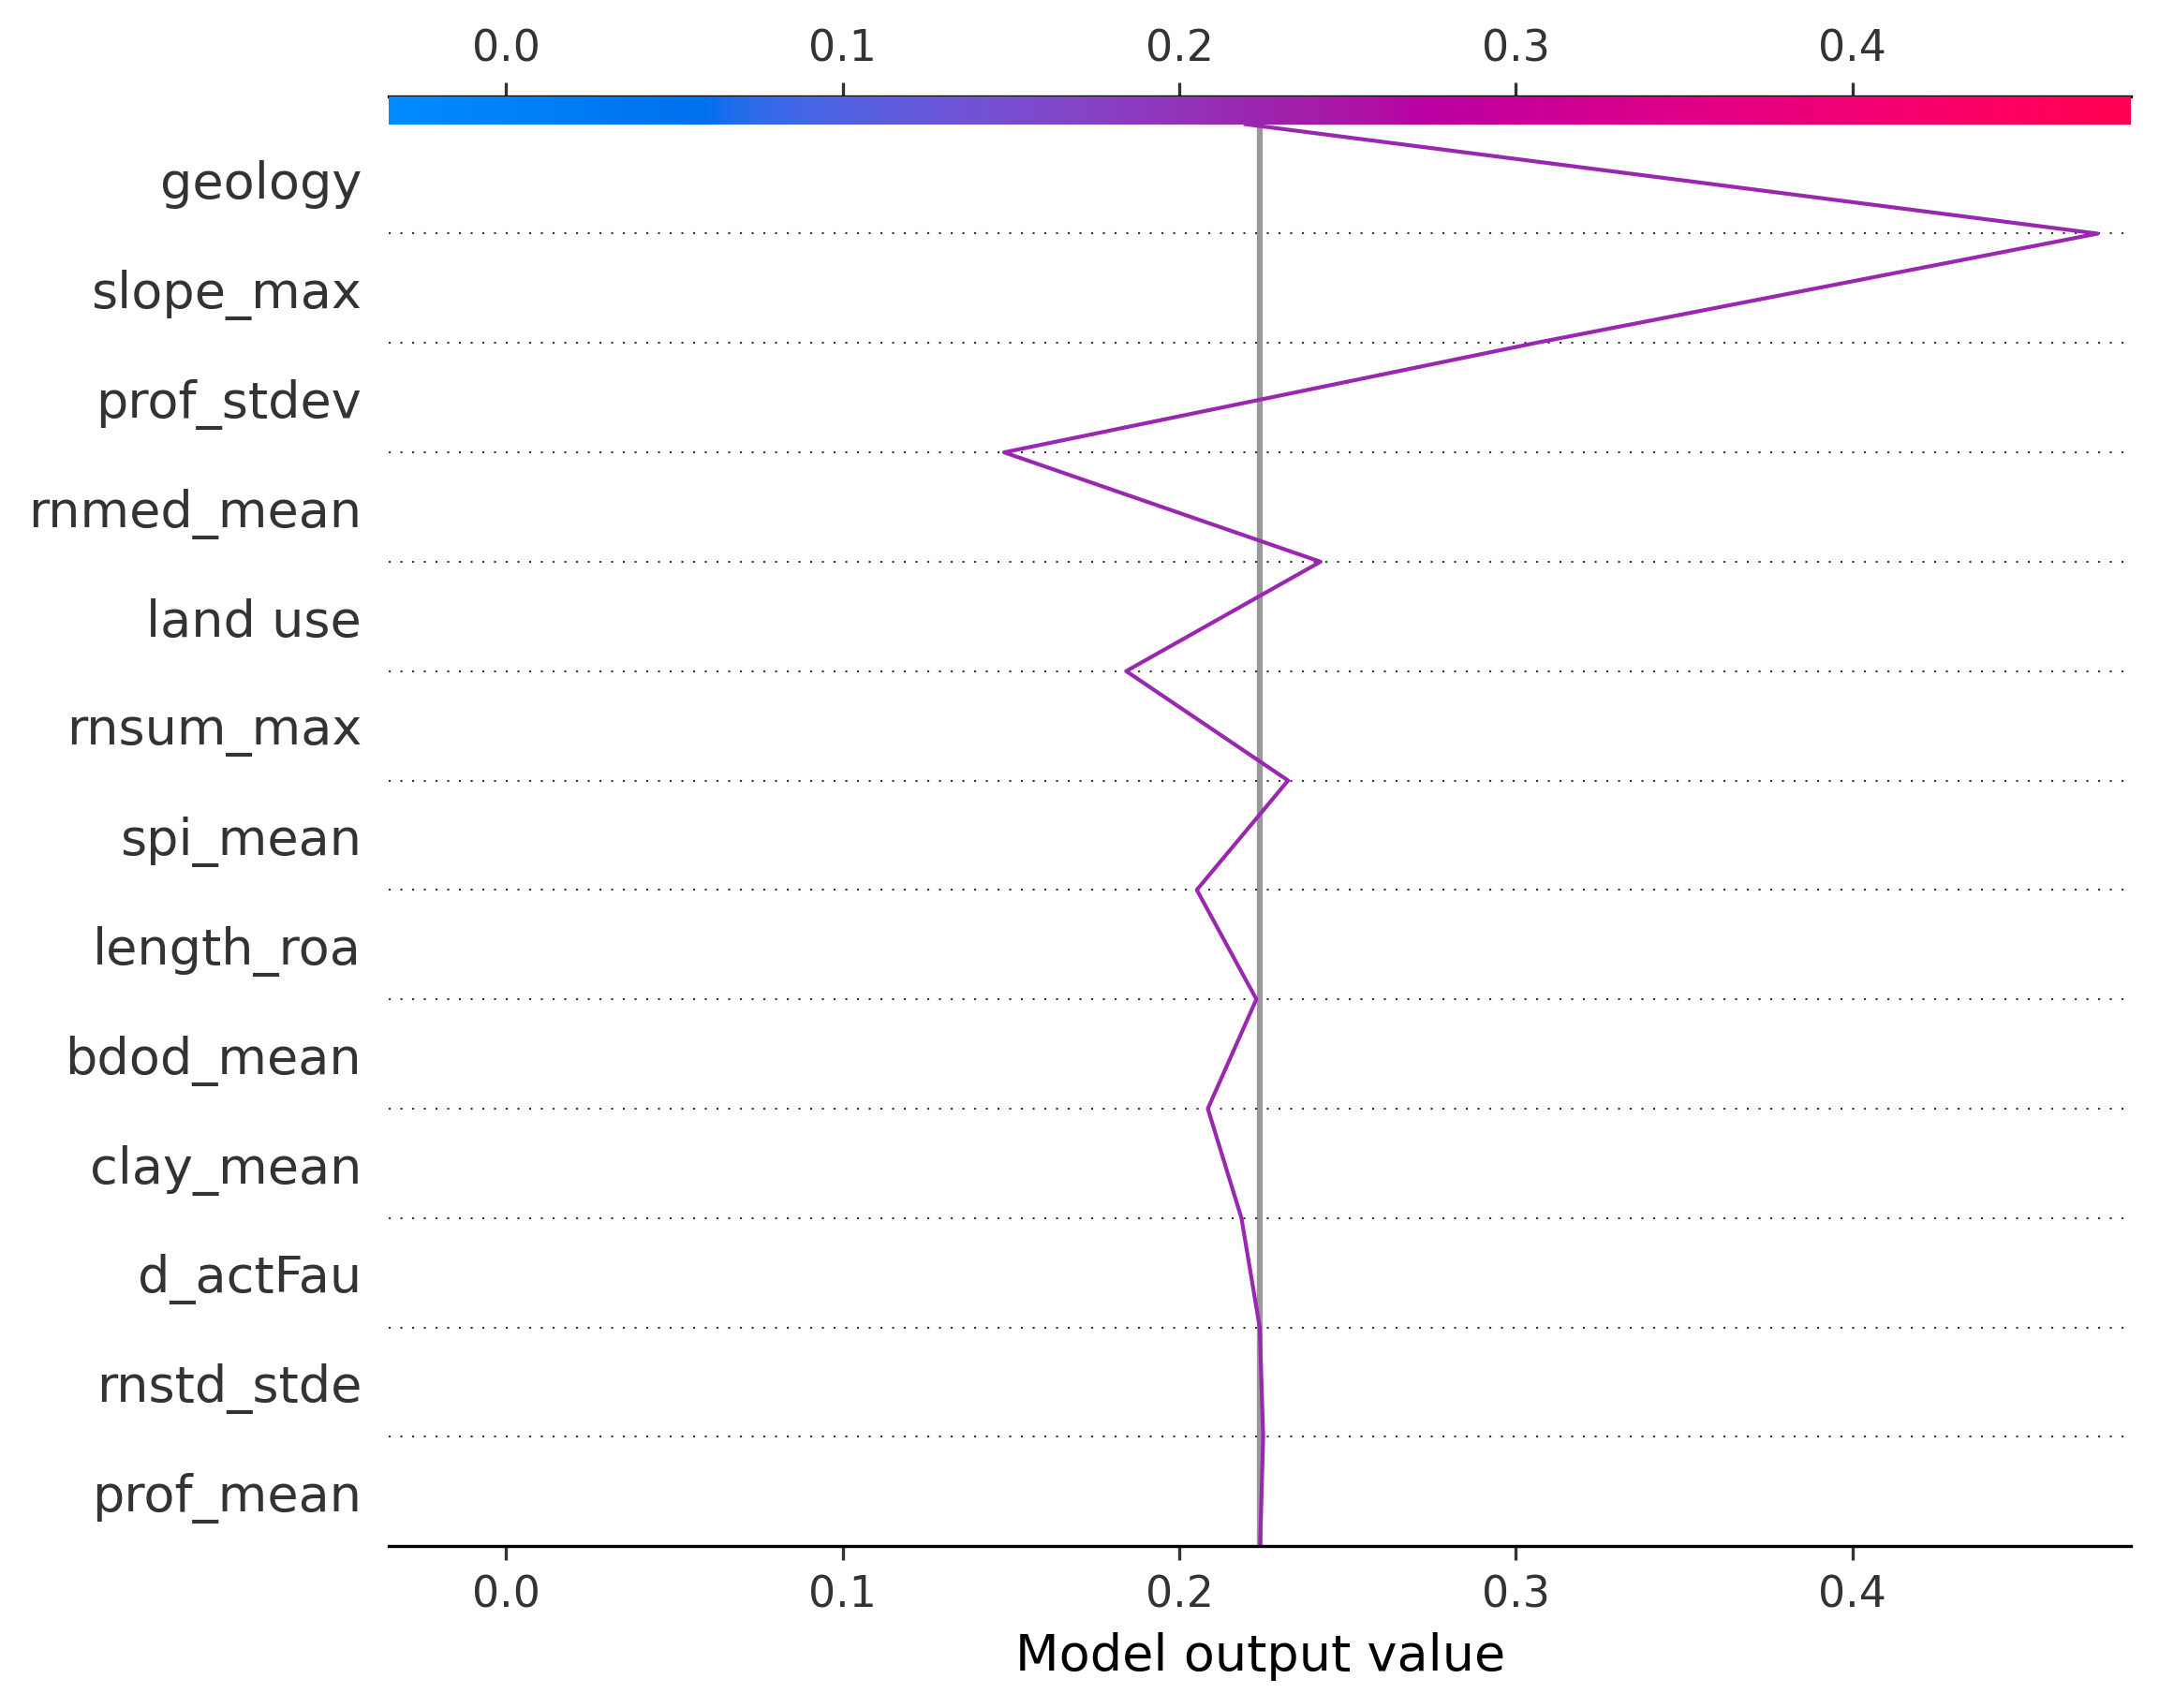 0.0 0.1 0.2 0.3 0.4
geology
slope_max
prof_stdev
rnmed_mean
land use
rnsum_max
spi_mean
length_roa
bdod_mean
clay_mean
d_actFau
rnstd_stde
prof_mean
0.0 0.1 0.2 0.3 0.4
Model output value